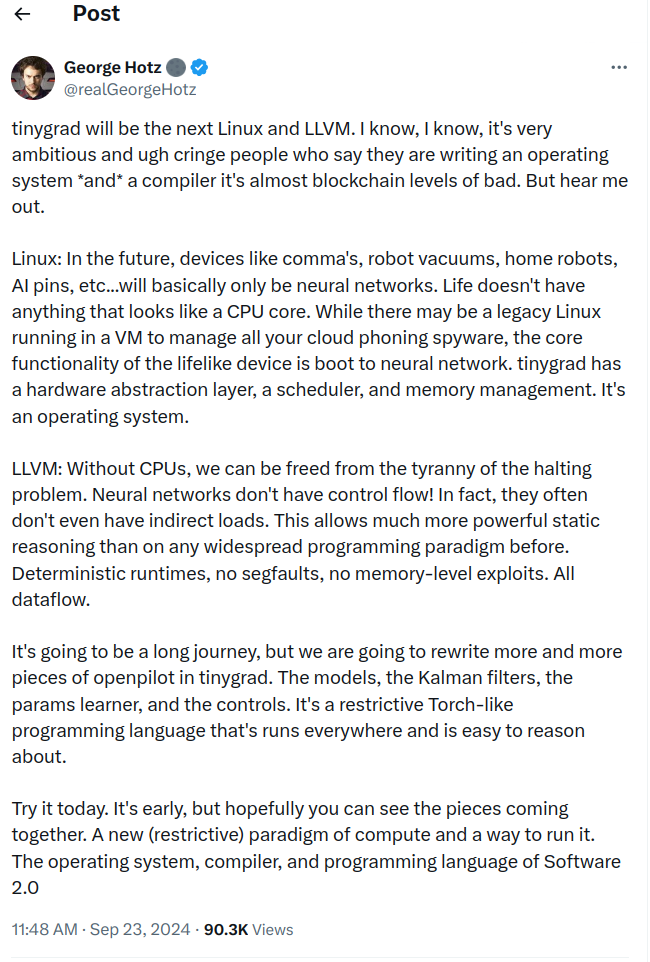 Post
George Hotz
@realGeorgeHotz
tinygrad will be the next Linux and LLVM. I know, I know, it's very
ambitious and ugh cringe people who say they are writing an operating
system *and* a compiler it's almost blockchain levels of bad. But hear me
out.
Linux: In the future, devices like comma's, robot vacuums, home robots,
AI pins, etc...will basically only be neural networks. Life doesn't have
anything that looks like a CPU core. While there may be a legacy Linux
running in a VM to manage all your cloud phoning spyware, the core
functionality of the lifelike device is boot to neural network. tinygrad has
a hardware abstraction layer, a scheduler, and memory management. It's
an operating system.
LLVM: Without CPUs, we can be freed from the tyranny of the halting
problem. Neural networks don't have control flow! In fact, they often
don't even have indirect loads. This allows much more powerful static
reasoning than on any widespread programming paradigm before.
Deterministic runtimes, no segfaults, no memory-level exploits. All
dataflow.
It's going to be a long journey, but we are going to rewrite more and more
pieces of openpilot in tinygrad. The models, the Kalman filters, the
params learner, and the controls. It's a restrictive Torch-like
programming language that's runs everywhere and is easy to reason
about.
Try it today. It's early, but hopefully you can see the pieces coming
together. A new (restrictive) paradigm of compute and a way to run it.
The operating system, compiler, and programming language of Software
2.0
11:48 AM · Sep 23, 2024 · 90.3K Views